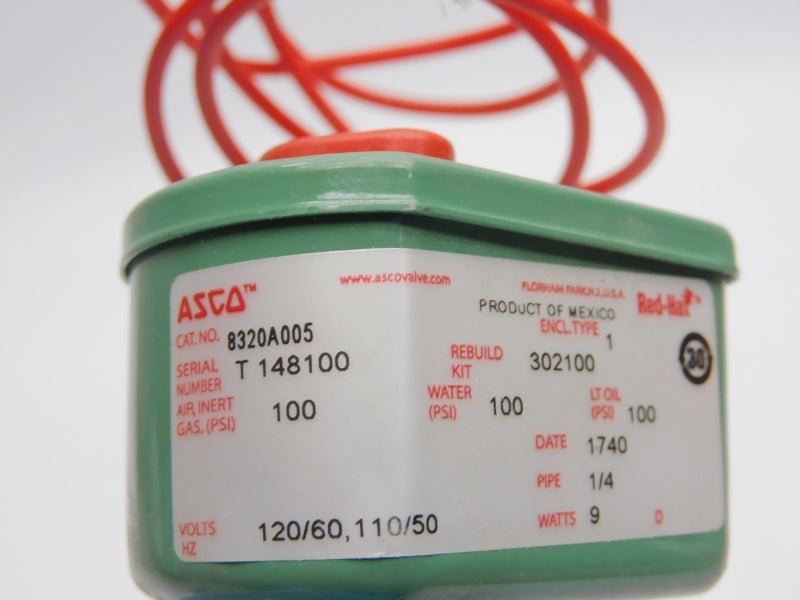 ASCO™
www.ascovalve.com
FLORHAM PARK,N.J.,U.S.A.
PRODUCT OF MEXICO
Red-Hat™
CAT. NO. 8320A005
ENCL.TYPE 1
SERIAL NUMBER T 148100
REBUILD KIT 302100
30
AIR, INERT GAS, (PSI) 100
WATER (PSI) 100
LT OIL (PSI) 100
DATE 1740
PIPE 1/4
VOLTS HZ 120/60,110/50
WATTS 9 D